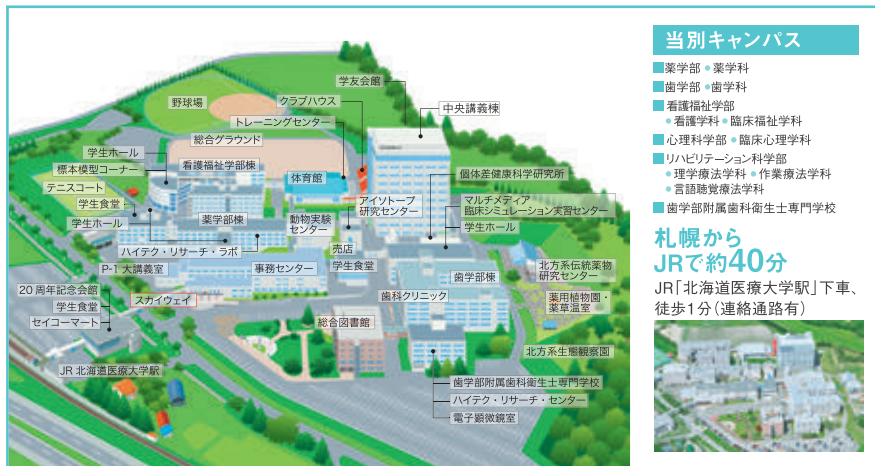 学友会館
野球場
クラブハウス
中央講義棟
トレーニングセンター
総合グラウンド
学生ホール
看護福祉学部棟
標本模型コーナー
体育館
個体差健康科学研究所
テニスコート
アイソトープ
研究センター
マルチメディア
臨床シミュレーション実習センター
学生食堂
学生ホール
薬学部棟
動物実験
センター
学生ホール
売店
ハイテク・リサーチ・ラボ
P-1 大講義室
事務センター
学生食堂
歯学部棟
北方系伝統薬物
研究センター
20 周年記念会館
スカイウェイ
歯科クリニック
薬用植物園・
薬草温室
学生食堂
セイコーマート
総合図書館
北方系生態観察園
JR 北海道医療大学駅
歯学部附属歯科衛生士専門学校
ハイテク・リサーチ・センター
電子顕微鏡室
当別キャンパス
■薬学部 ●薬学科
■歯学部 ●歯学科
■看護福祉学部
●看護学科 ●臨床福祉学科
■心理科学部 ●臨床心理学科
■リハビリテーション科学部
●理学療法学科 ●作業療法学科
●言語聴覚療法学科
■歯学部附属歯科衛生士専門学校
札幌から
JRで約40分
JR「北海道医療大学駅」下車、
徒歩1分(連絡通路有)